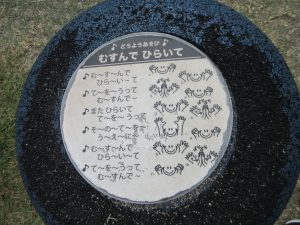 ♪ どうようあそび ♪
むすんで ひらいて
♪ む〜す〜んで
ひら〜い〜て
♪ て〜を〜うって
む〜すんで〜
♪ また ひらいて
て〜を〜うって
♪ そ〜の〜て〜を
う〜え〜に〜
♪ む〜す〜んで
ひら〜い〜て
♪ て〜を〜うって
む〜すんで〜